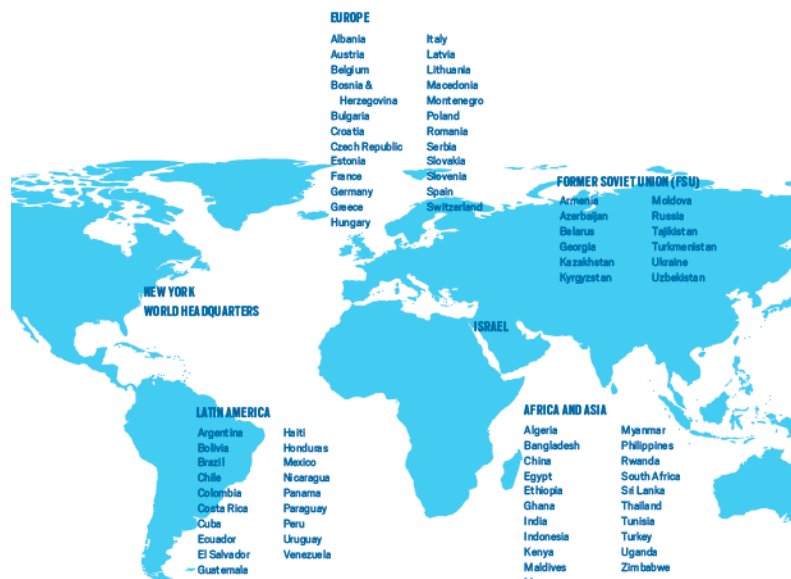 EUROPE
Albania
Austria
Belgium
Bosnia &
Herzegovina
Bulgaria
Croatia
Czech Republic
Estonia
France
Germany
Greece
Hungary
Italy
Latvia
Lithuania
Macedonia
Montenegro
Poland
Romania
Serbia
Slovakia
Slovenia
Spain
Switzerland
FORMER SOVIET UNION (FSU)
Armenia
Azerbaijan
Belarus
Georgia
Kazakhstan
Kyrgyzstan
Moldova
Russia
Tajikistan
Turkmenistan
Ukraine
Uzbekistan
NEW YORK
WORLD HEADQUARTERS
ISRAEL
LATIN AMERICA
Argentina
Bolivia
Brazil
Chile
Colombia
Costa Rica
Cuba
Ecuador
El Salvador
Guatemala
Haiti
Honduras
Mexico
Nicaragua
Panama
Paraguay
Peru
Uruguay
Venezuela
AFRICA AND ASIA
Algeria
Bangladesh
China
Egypt
Ethiopia
Ghana
India
Indonesia
Kenya
Maldives
Myanmar
Philippines
Rwanda
South Africa
Sri Lanka
Thailand
Tunisia
Turkey
Uganda
Zimbabwe